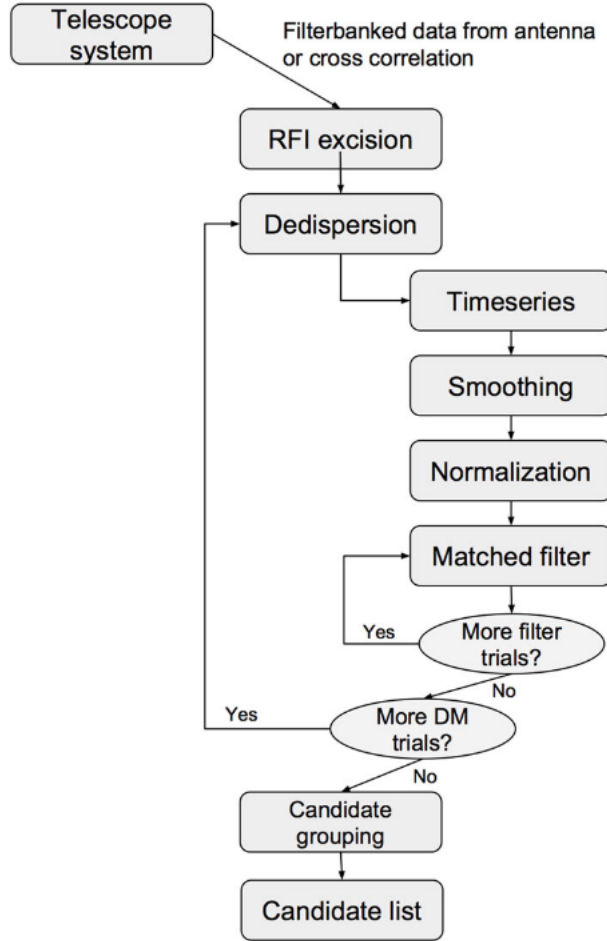 Telescope
system
Filterbanked data from antenna
or cross correlation
RFI excision
Dedispersion
Timeseries
Smoothing
Normalization
Matched filter
More filter
trials?
Yes
No
More DM
trials?
Yes
No
Candidate
grouping
Candidate list